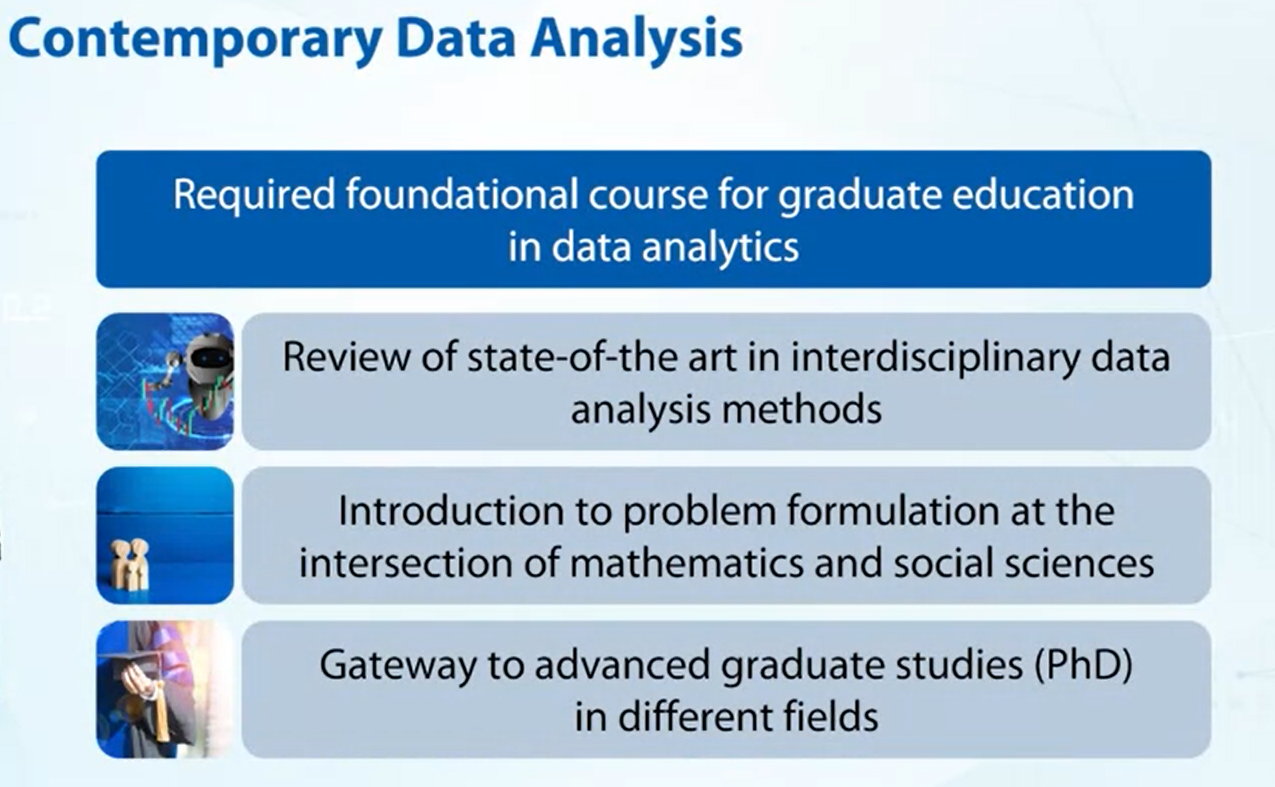 Contemporary Data Analysis
Required foundational course for graduate education
in data analytics
Review of state-of-the art in interdisciplinary data
analysis methods
Introduction to problem formulation at the
intersection of mathematics and social sciences
Gateway to advanced graduate studies (PhD)
in different fields